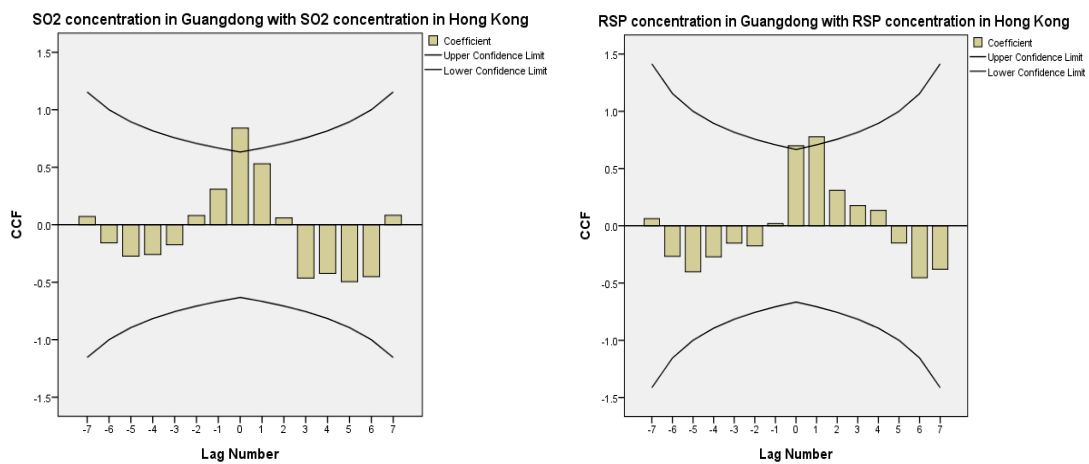 SO2 concentration in Guangdong with SO2 concentration in Hong Kong
Coefficient
Upper Confidence Limit
Lower Confidence Limit
1.5
1.0
0.5
0.0
-0.5
-1.0
-1.5
CCF
-7 -6 -5 -4 -3 -2 -1 0 1 2 3 4 5 6 7
Lag Number
RSP concentration in Guangdong with RSP concentration in Hong Kong
Coefficient
Upper Confidence Limit
Lower Confidence Limit
1.5
1.0
0.5
0.0
-0.5
-1.0
-1.5
CCF
-7 -6 -5 -4 -3 -2 -1 0 1 2 3 4 5 6 7
Lag Number